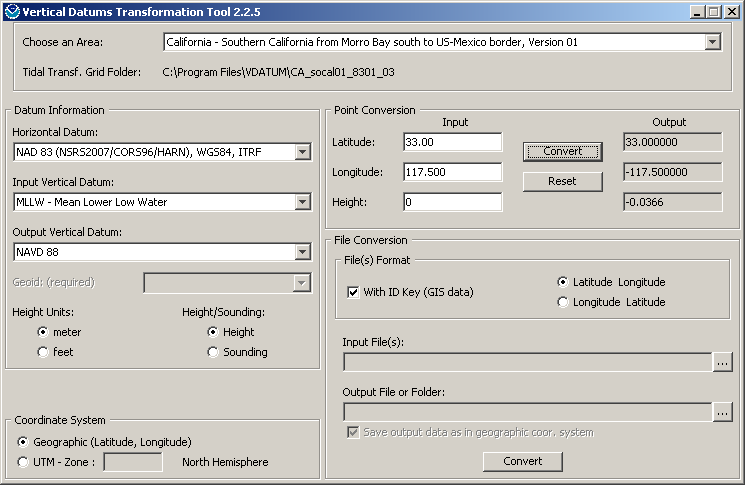 Vertical Datums Transformation Tool 2.2.5
Choose an Area: California - Southern California from Morro Bay south to US-Mexico border, Version 01
Tidal Transf. Grid Folder: C:\Program Files\VDATUM\CA_socal01_8301_03
Datum Information
Horizontal Datum:
NAD 83 (NSRS2007/CORS96/HARN), WGS84, ITRF
Input Vertical Datum:
MLLW - Mean Lower Low Water
Output Vertical Datum:
NAVD 88
Geoid: (required)
Height Units: Height/Sounding:
meter Height
feet Sounding
Coordinate System
Geographic (Latitude, Longitude)
UTM - Zone : North Hemisphere
Point Conversion
Input Output
Latitude: 33.00 Convert 33.000000
Longitude: 117.500 Reset -117.500000
Height: 0 -0.0366
File Conversion
File(s) Format
With ID Key (GIS data) Latitude Longitude
Longitude Latitude
Input File(s):
...
Output File or Folder:
...
Save output data as in geographic coor. system
Convert